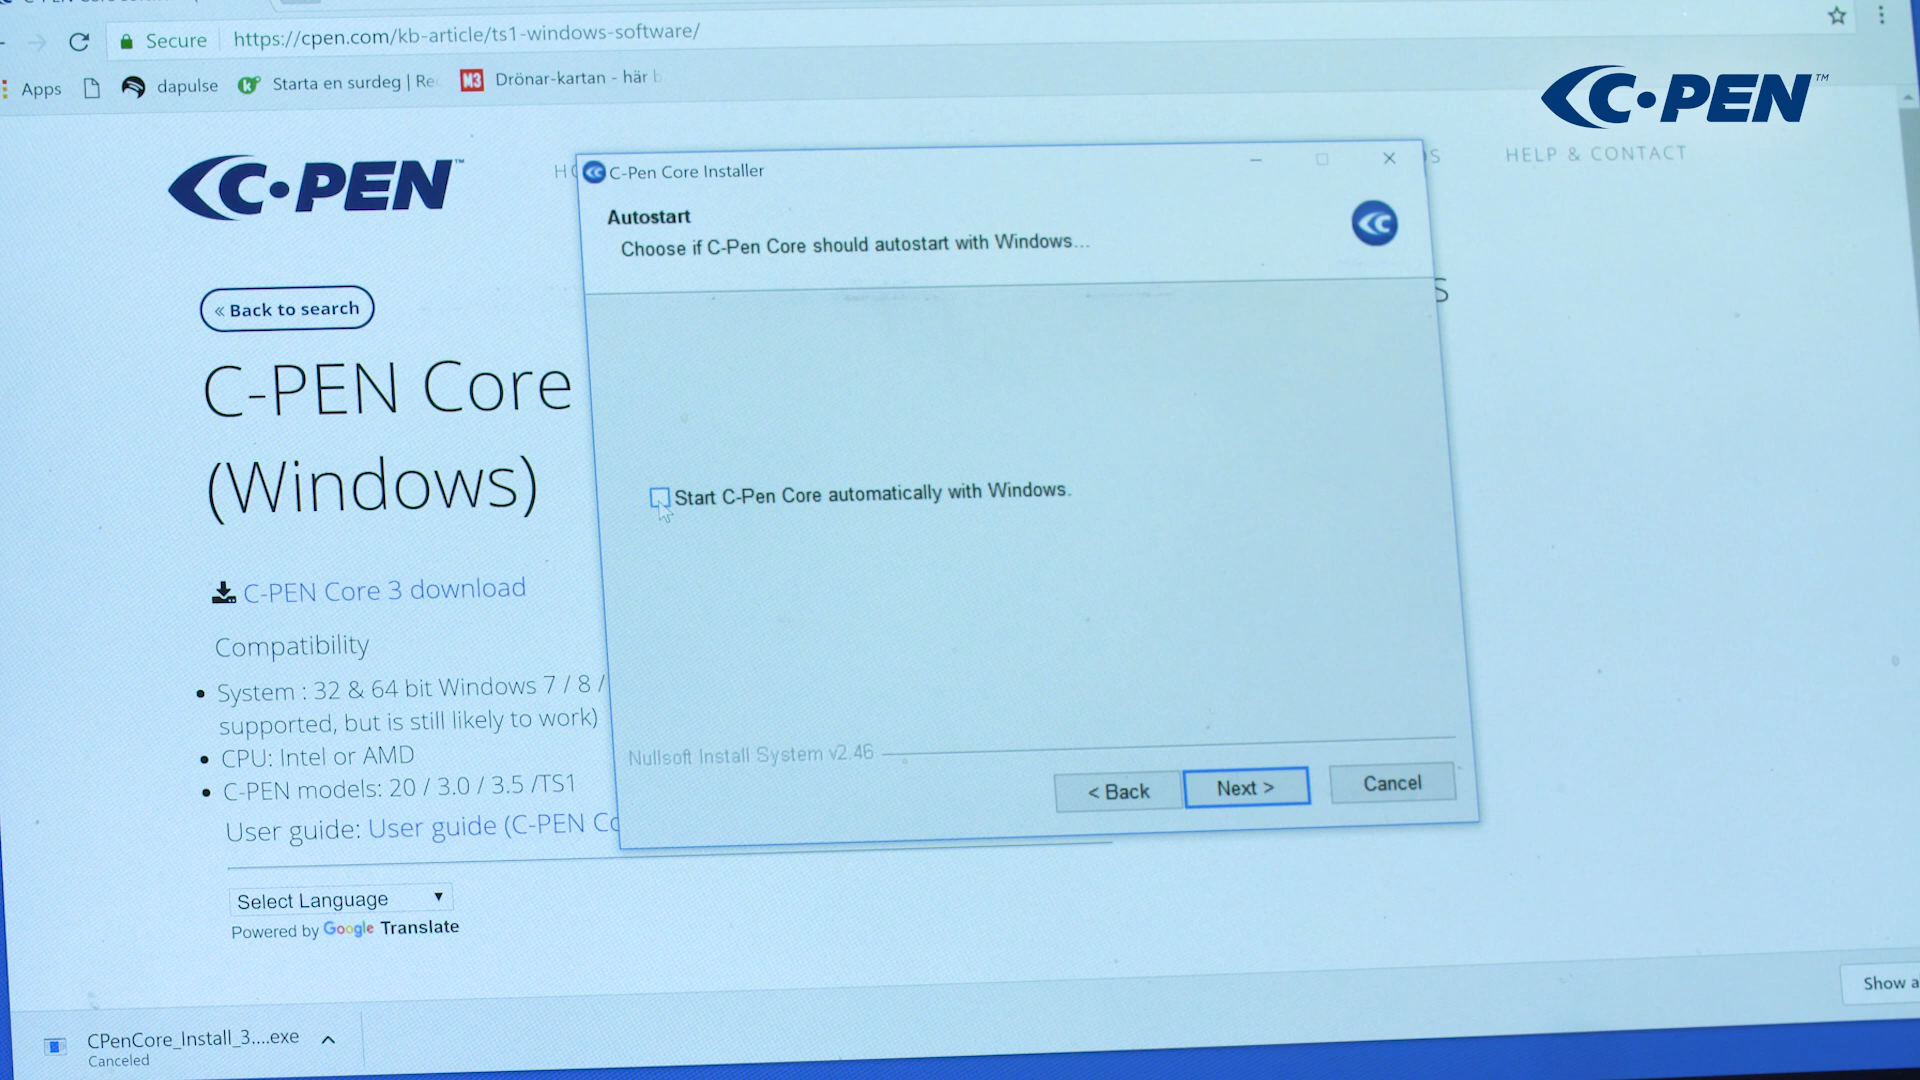 Secure https://cpen.com/kb-article/ts1-windows-software/
Apps dapulse Starta en surdeg | Re M3 Drönar-kartan - här
C-PEN™
C-PEN™
HELP & CONTACT
C-Pen Core Installer
Autostart
Choose if C-Pen Core should autostart with Windows...
« Back to search
C-PEN Core
(Windows)
Start C-Pen Core automatically with Windows.
C-PEN Core 3 download
Compatibility
System : 32 & 64 bit Windows 7 / 8 /
supported, but is still likely to work)
CPU: Intel or AMD
C-PEN models: 20 / 3.0 / 3.5 /TS1
User guide: User guide (C-PEN Co
Nullsoft Install System v2.46
< Back Next > Cancel
Select Language
Powered by Google Translate
Show a
CPenCore_Install_3....exe
Canceled